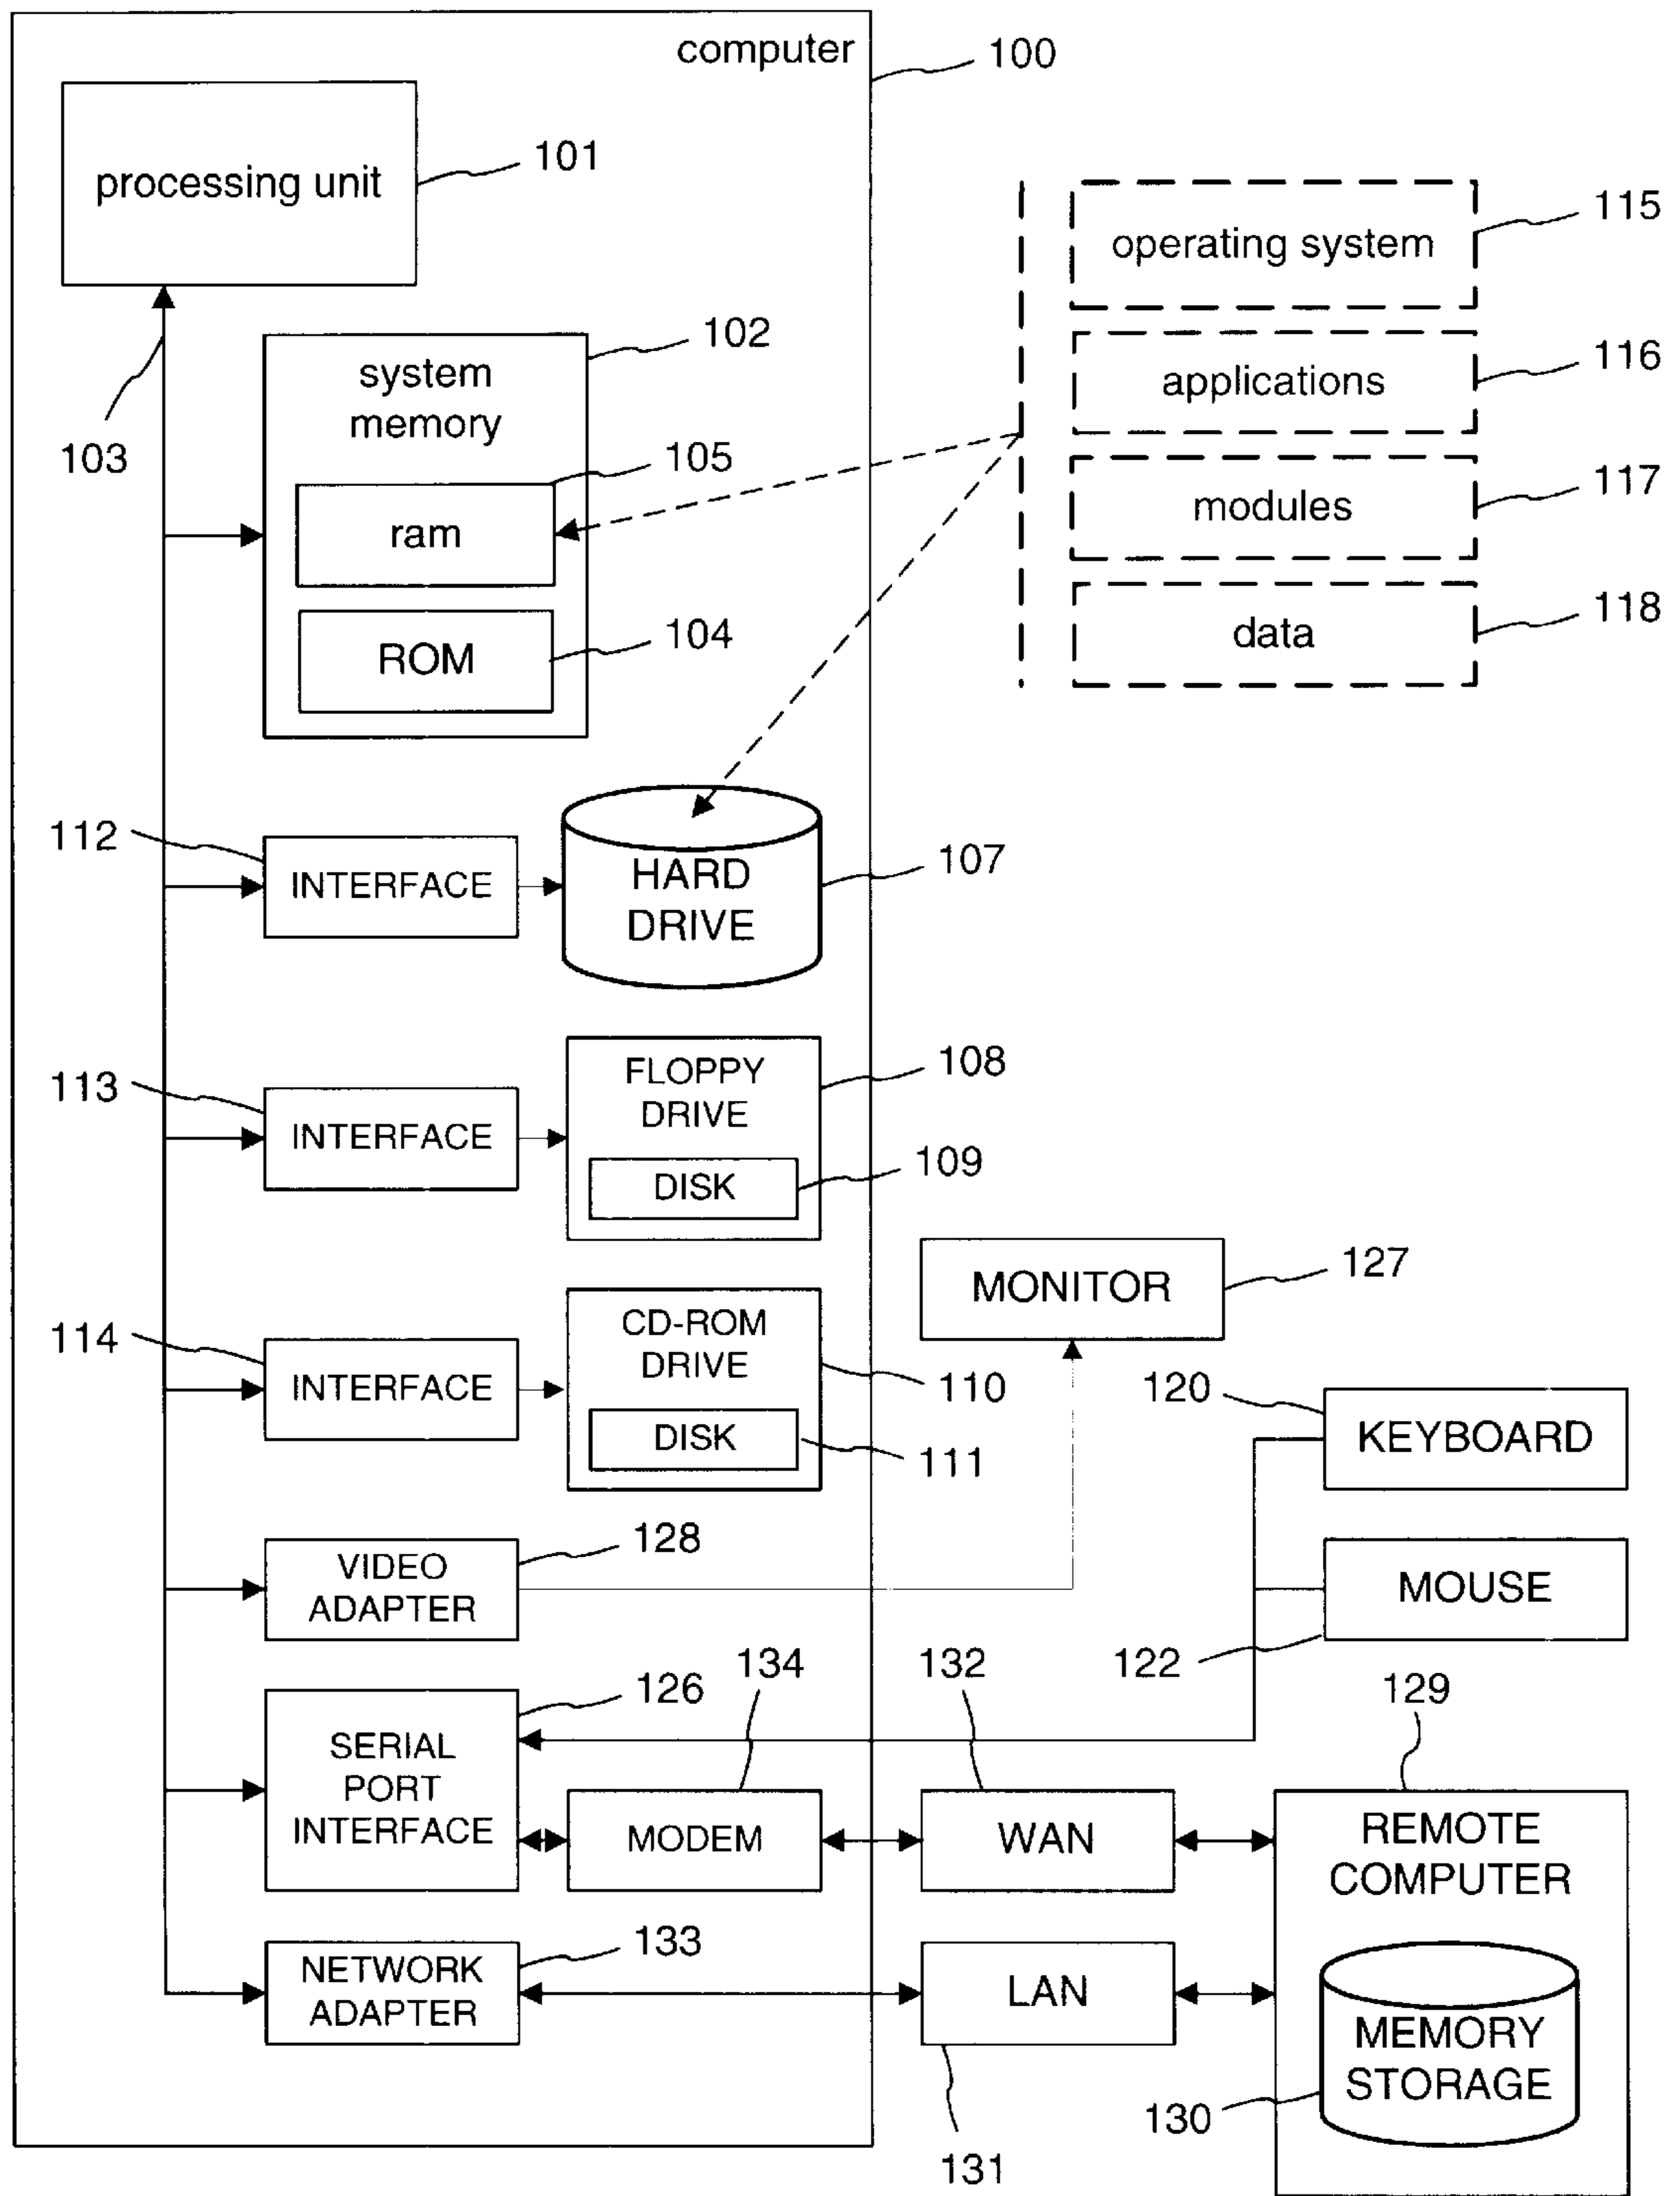 computer
100
processing unit
101
115
operating system
102
system
memory
116
applications
103
105
ram
117
modules
104
ROM
118
data
112
INTERFACE
HARD
DRIVE
107
113
INTERFACE
FLOPPY
DRIVE
108
DISK
109
MONITOR
127
114
INTERFACE
CD-ROM
DRIVE
110
DISK
111
120
KEYBOARD
VIDEO
ADAPTER
128
MOUSE
122
126
134
132
129
SERIAL
PORT
INTERFACE
MODEM
WAN
REMOTE
COMPUTER
133
NETWORK
ADAPTER
LAN
131
MEMORY
STORAGE
130